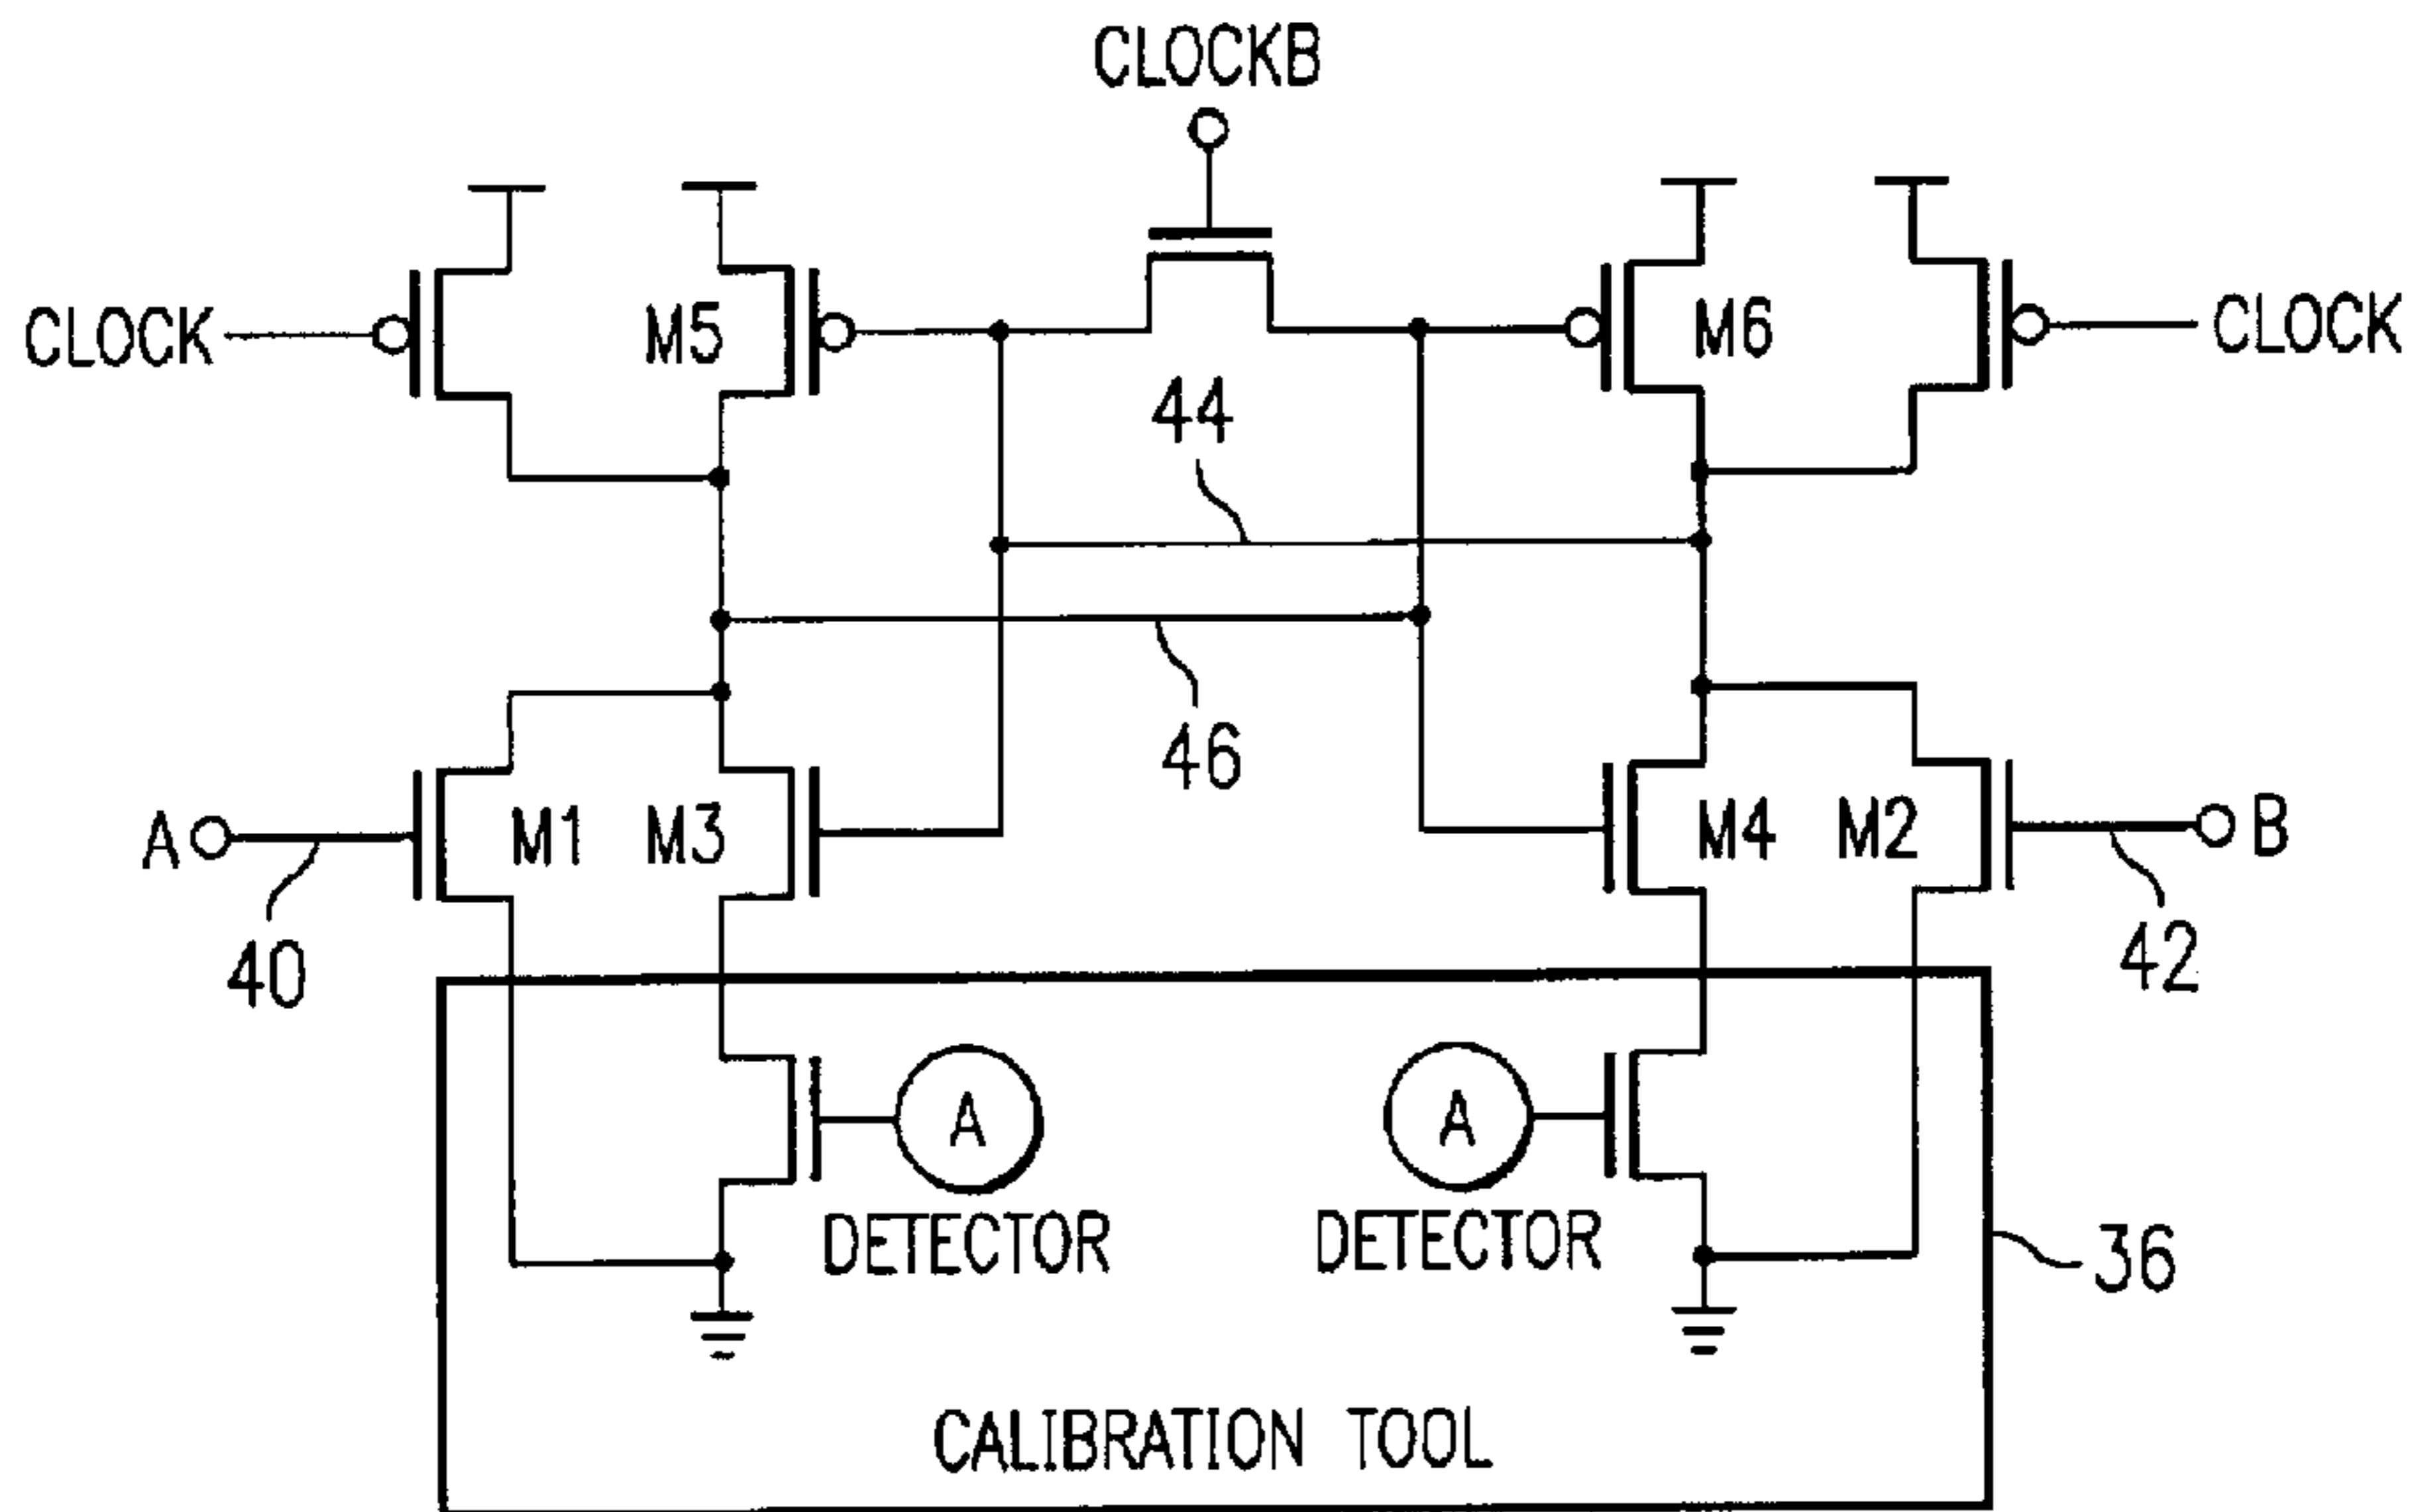 CLOCKB
CLOCK
M5
M6
CLOCK
44
46
A
M1
M3
M4
M2
B
40
42
A
A
DETECTOR
DETECTOR
36
CALIBRATION TOOL